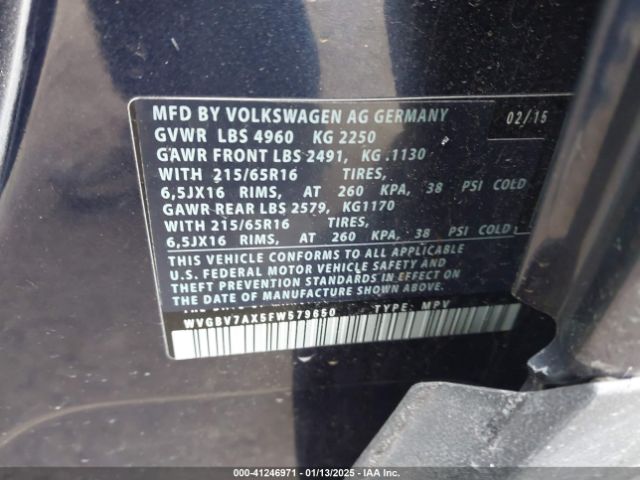 MFD BY VOLKSWAGEN AG GERMANY 02/15
GVWR LBS 4960 KG 2250
GAWR FRONT LBS 2491, KG 1130
WITH 215/65R16 TIRES,
6,5JX16 RIMS, AT 260 KPA, 38 PSI COLD
GAWR REAR LBS 2579, KG1170
WITH 215/65R16 TIRES,
6,5JX16 RIMS, AT 260 KPA, 38 PSI COLD
THIS VEHICLE CONFORMS TO ALL APPLICABLE
U.S. FEDERAL MOTOR VEHICLE SAFETY AND
THEFT PREVENTION STANDARDS IN EFFECT ON
THE DATE OF MANUFACTURE SHOWN ABOVE.
WVGBV7AX5FW579650 TYPE: MPV
000-41246971 - 01/13/2025 - IAA Inc.